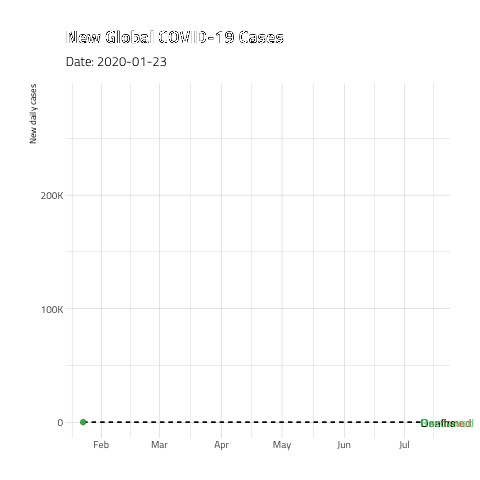 New Global COVID-19 Cases
Date: 2020-01-23
New daily cases
200K
100K
0
Feb Mar Apr May Jun Jul
Deaths